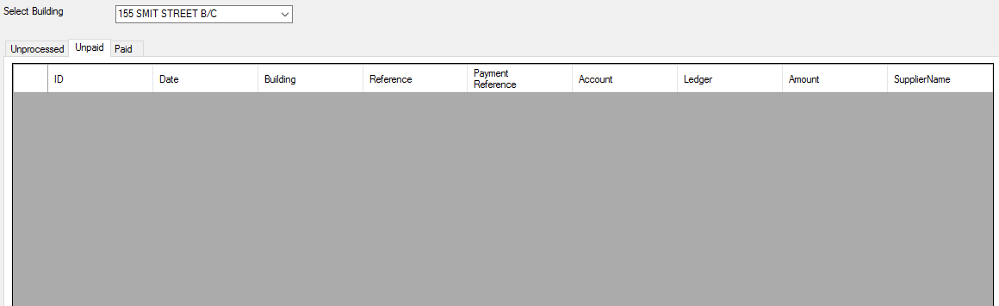 Select Building
155 SMIT STREET B/C
Unprocessed Unpaid Paid
ID Date Building Reference Payment Reference Account Ledger Amount SupplierName